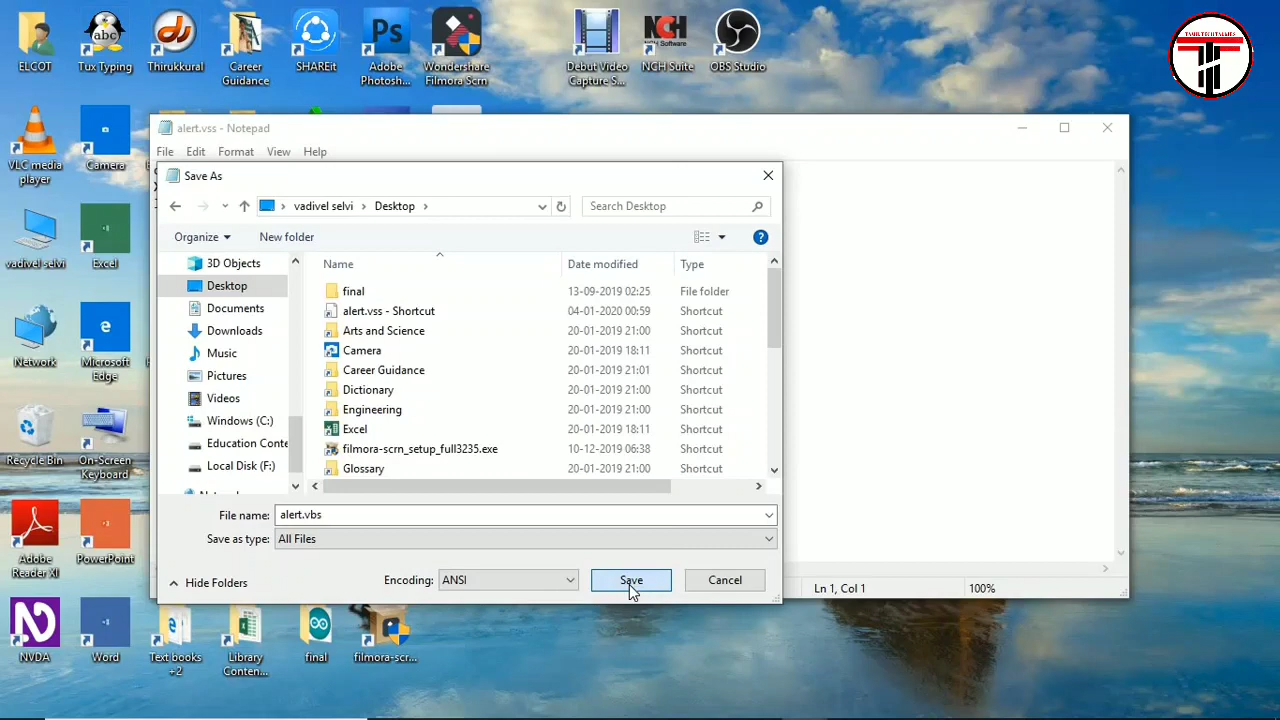 ELCOT
Tux Typing
Thirukkural
Career
Guidance
SHAREit
Adobe
Photosh...
Wondershare
Filmora Scrn
Debut Video
Capture S...
NCH Suite
OBS Studio
TAMIL TECH TALKIES
VLC media
player
Camera
vadivel selvi
Excel
Network
Microsoft
Edge
Recycle Bin
On-Screen
Keyboard
Adobe
Reader XI
PowerPoint
NVDA
Word
Text books
+2
Library
Conten...
final
filmora-scr...
alert.vss - Notepad
File Edit Format View Help
Save As
vadivel selvi > Desktop >
Search Desktop
Organize
New folder
Name Date modified Type
3D Objects
Desktop
Documents
Downloads
Music
Pictures
Videos
Windows (C:)
Education Conte
Local Disk (F:)
final 13-09-2019 02:25 File folder
alert.vss - Shortcut 04-01-2020 00:59 Shortcut
Arts and Science 20-01-2019 21:00 Shortcut
Camera 20-01-2019 18:11 Shortcut
Career Guidance 20-01-2019 21:01 Shortcut
Dictionary 20-01-2019 21:00 Shortcut
Engineering 20-01-2019 21:00 Shortcut
Excel 20-01-2019 18:11 Shortcut
filmora-scrn_setup_full3235.exe 10-12-2019 06:38 Shortcut
Glossary 20-01-2019 21:00 Shortcut
File name: alert.vbs
Save as type: All Files
Hide Folders
Encoding: ANSI
Save
Cancel
Ln 1, Col 1
100%